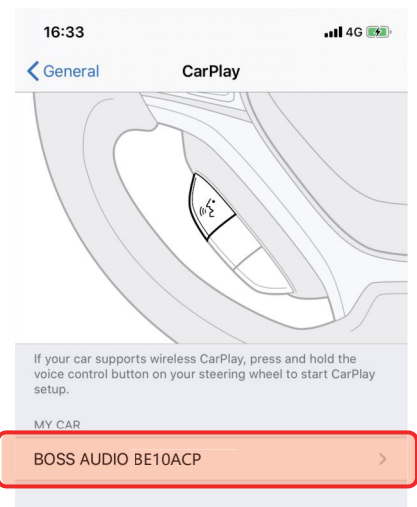 16:33 4G
General CarPlay
If your car supports wireless CarPlay, press and hold the
voice control button on your steering wheel to start CarPlay
setup.
MY CAR
BOSS AUDIO BE10ACP